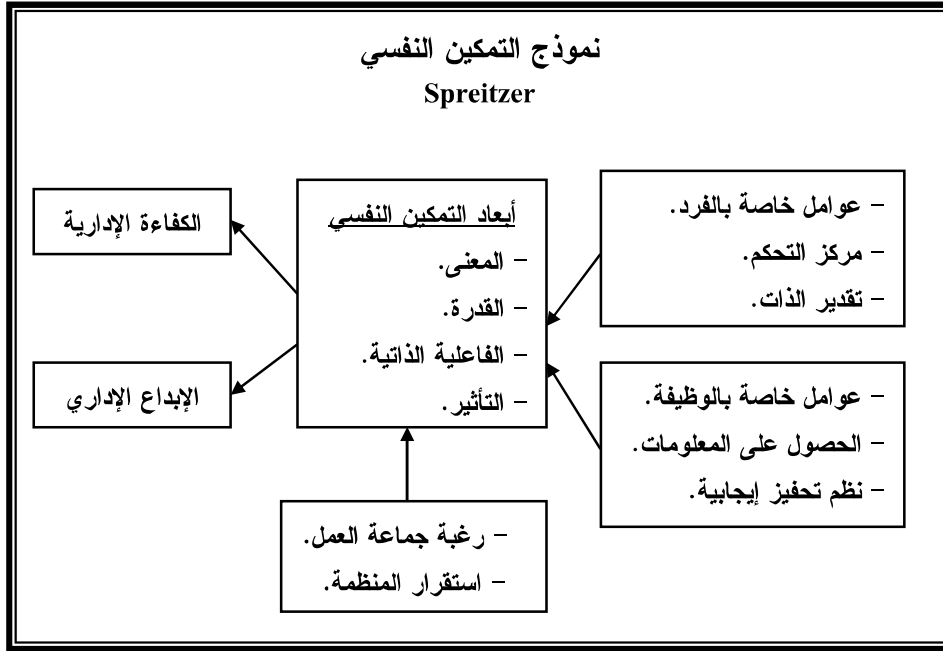 نموذج التمكين النفسي
Spreitzer
– عوامل خاصة بالفرد.
– مركز التحكم.
– تقدير الذات.
– عوامل خاصة بالوظيفة.
– الحصول على المعلومات.
– نظم تحفيز إيجابية.
أبعاد التمكين النفسي
– المعنى.
– القدرة.
– الفاعلية الذاتية.
– التأثير.
– رغبة جماعة العمل.
– استقرار المنظمة.
الكفاءة الإدارية
الإبداع الإداري